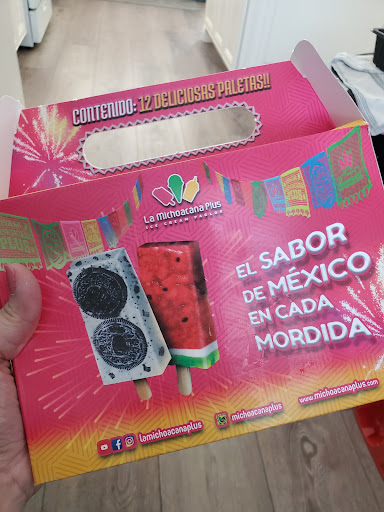 CONTENIDO: 12 DELICIOSAS PALETAS!!
La Michoacana Plus
ICE CREAM PARLOR
EL SABOR
DE MÉXICO
EN CADA
MORDIDA
lamichoacanaplus
michoacanaplus
www.michoacanaplus.com